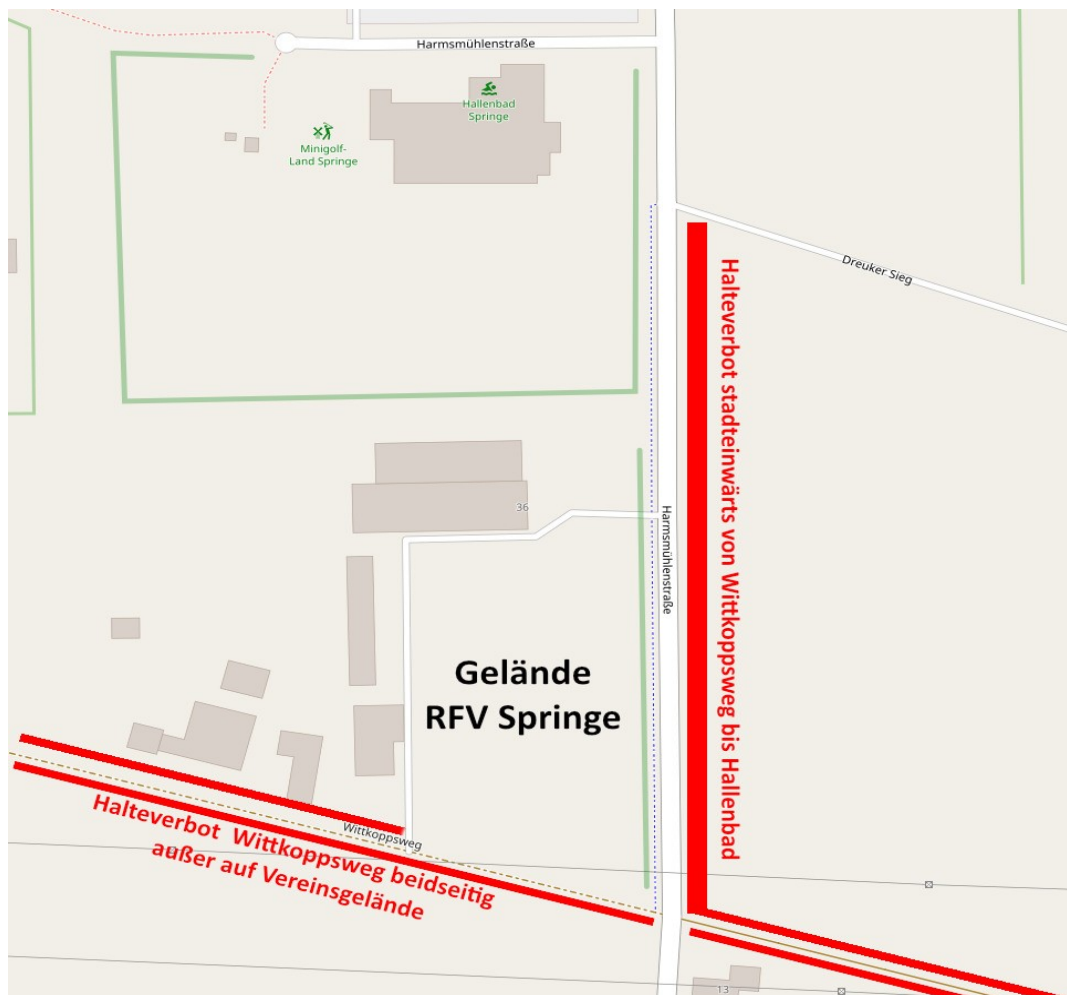 Harmsmühlenstraße
Hallenbad
Springe
Minigolf-
Land Springe
Dreuker Sieg
Halteverbot stadteinwärts von Wittkoppsweg bis Hallenbad
36
Harmsmühlenstraße
Gelände
RFV Springe
Wittkoppsweg
Halteverbot Wittkoppsweg beidseitig
außer auf Vereinsgelände
13